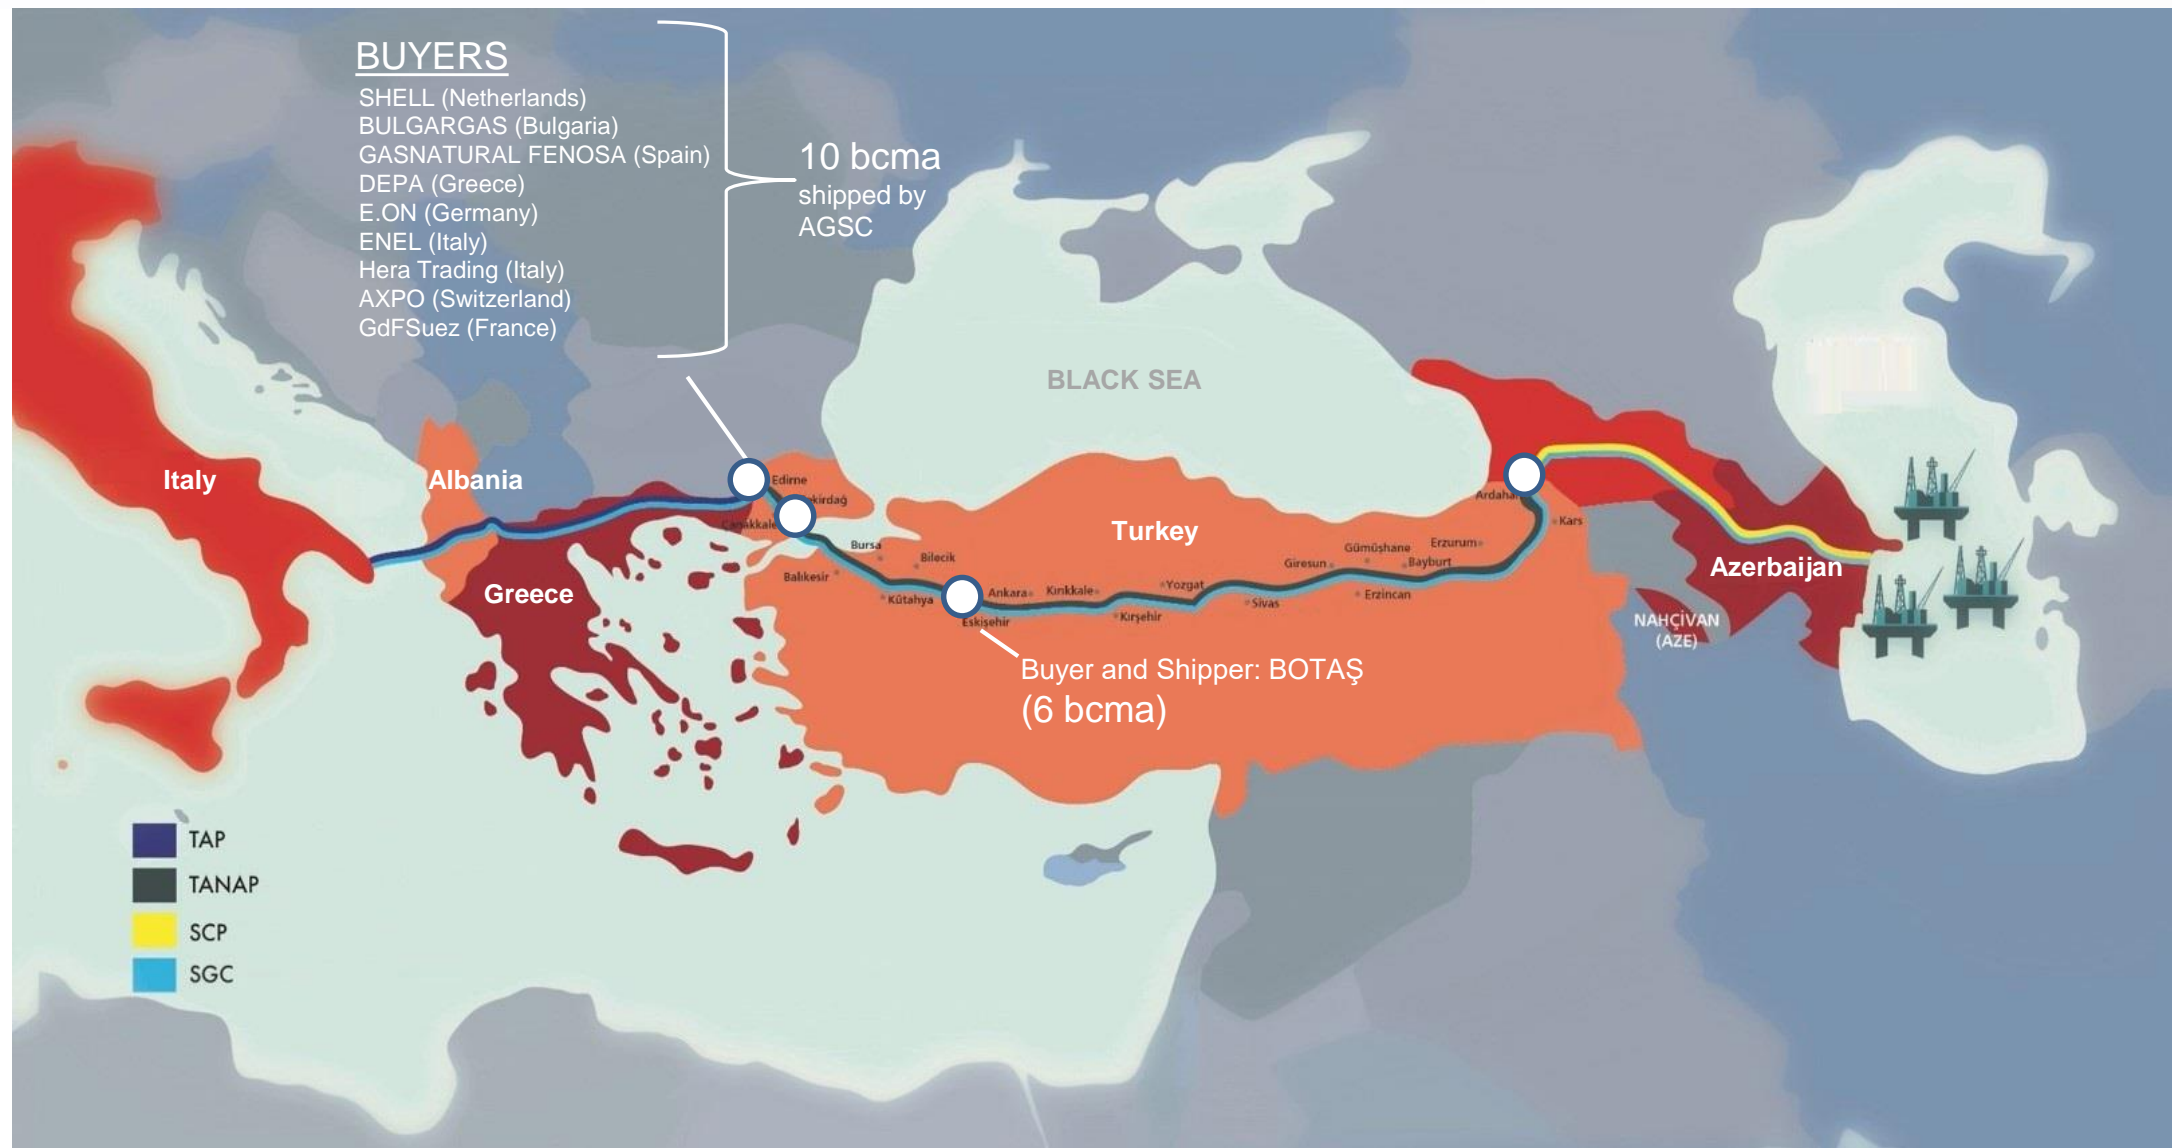 BUYERS
SHELL (Netherlands)
BULGARGAS (Bulgaria)
GASNATURAL FENOSA (Spain)
DEPA (Greece)
E.ON (Germany)
ENEL (Italy)
Hera Trading (Italy)
AXPO (Switzerland)
GdFSuez (France)
10 bcma
shipped by
AGSC
BLACK SEA
Italy
Albania
Greece
Turkey
Azerbaijan
NAHÇİVAN
(AZE)
Edirne
Çanakkale
Bursa
Bilecik
Balıkesir
Kütahya
Eskişehir
Ankara
Kırıkkale
Kırşehir
Yozgat
Sivas
Giresun
Gümüşhane
Bayburt
Erzincan
Erzurum
Ardahan
Kars
Buyer and Shipper: BOTAŞ
(6 bcma)
TAP
TANAP
SCP
SGC